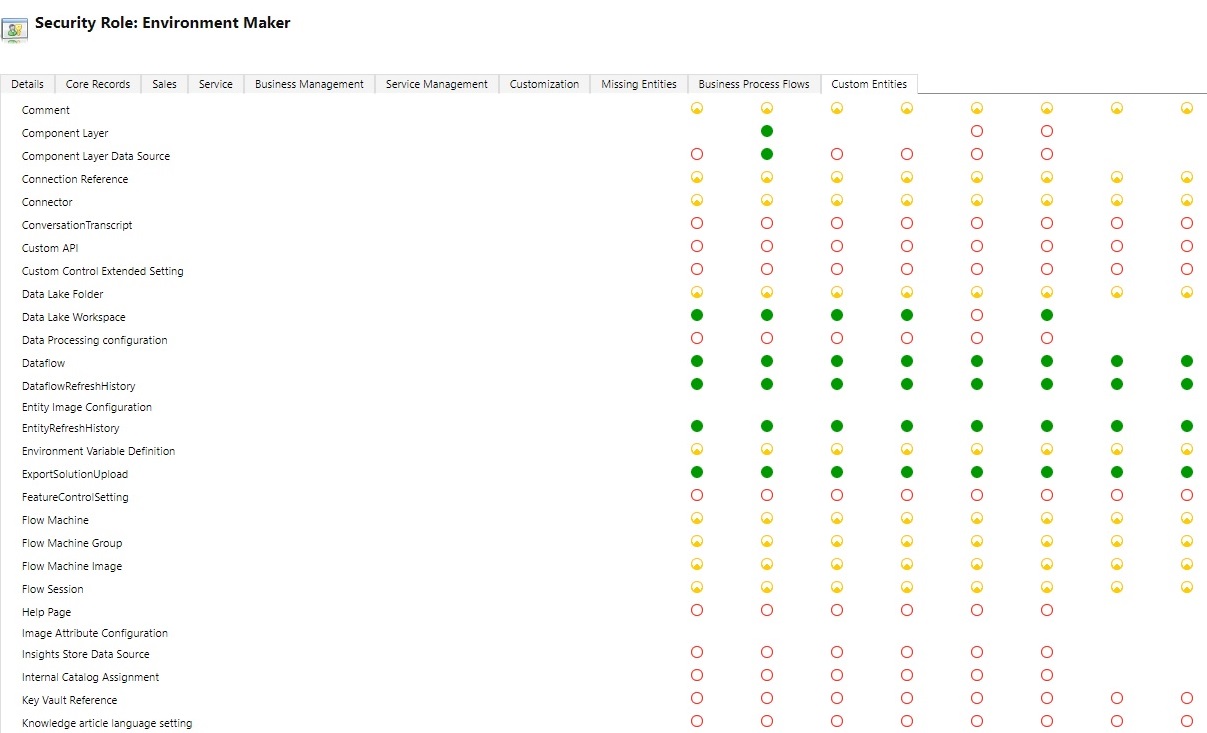 Security Role: Environment Maker
Details Core Records Sales Service Business Management Service Management Customization Missing Entities Business Process Flows Custom Entities
Comment
Component Layer
Component Layer Data Source
Connection Reference
Connector
ConversationTranscript
Custom API
Custom Control Extended Setting
Data Lake Folder
Data Lake Workspace
Data Processing configuration
Dataflow
DataflowRefreshHistory
Entity Image Configuration
EntityRefreshHistory
Environment Variable Definition
ExportSolutionUpload
FeatureControlSetting
Flow Machine
Flow Machine Group
Flow Machine Image
Flow Session
Help Page
Image Attribute Configuration
Insights Store Data Source
Internal Catalog Assignment
Key Vault Reference
Knowledge article language setting